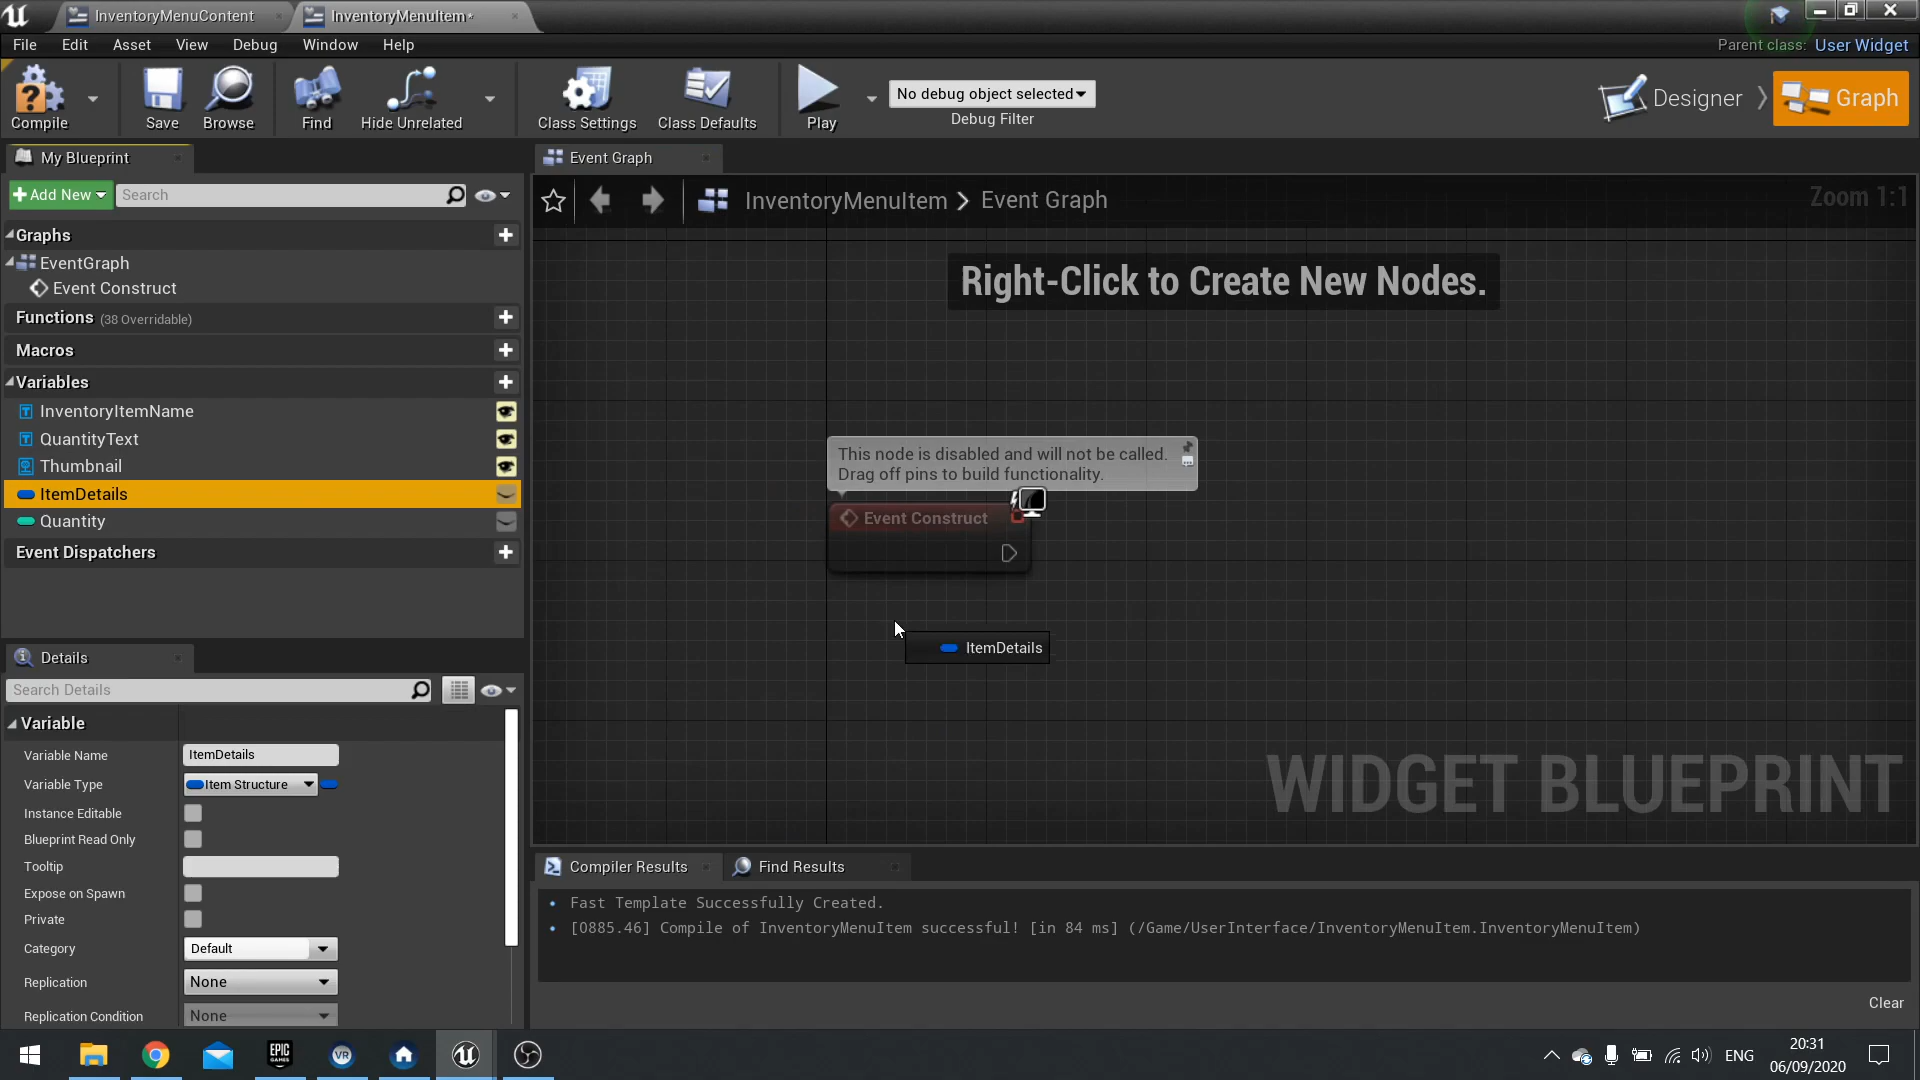 InventoryMenuContent
InventoryMenuItem*
File Edit Asset View Debug Window Help
Parent class: User Widget
Compile
Save
Browse
Find
Hide Unrelated
Class Settings
Class Defaults
Play
No debug object selected
Debug Filter
Designer
Graph
My Blueprint
Add New
Search
Graphs
EventGraph
Event Construct
Functions (38 Overridable)
Macros
Variables
InventoryItemName
QuantityText
Thumbnail
ItemDetails
Quantity
Event Dispatchers
Details
Search Details
Variable
Variable Name ItemDetails
Variable Type Item Structure
Instance Editable
Blueprint Read Only
Tooltip
Expose on Spawn
Private
Category Default
Replication None
Replication Condition None
Event Graph
InventoryMenuItem > Event Graph
Zoom 1:1
Right-Click to Create New Nodes.
This node is disabled and will not be called.
Drag off pins to build functionality.
Event Construct
ItemDetails
WIDGET BLUEPRINT
Compiler Results
Find Results
Fast Template Successfully Created.
[0885.46] Compile of InventoryMenuItem successful! [in 84 ms] (/Game/UserInterface/InventoryMenuItem.InventoryMenuItem)
Clear
EPIC
GAMES
VR
ENG
20:31
06/09/2020